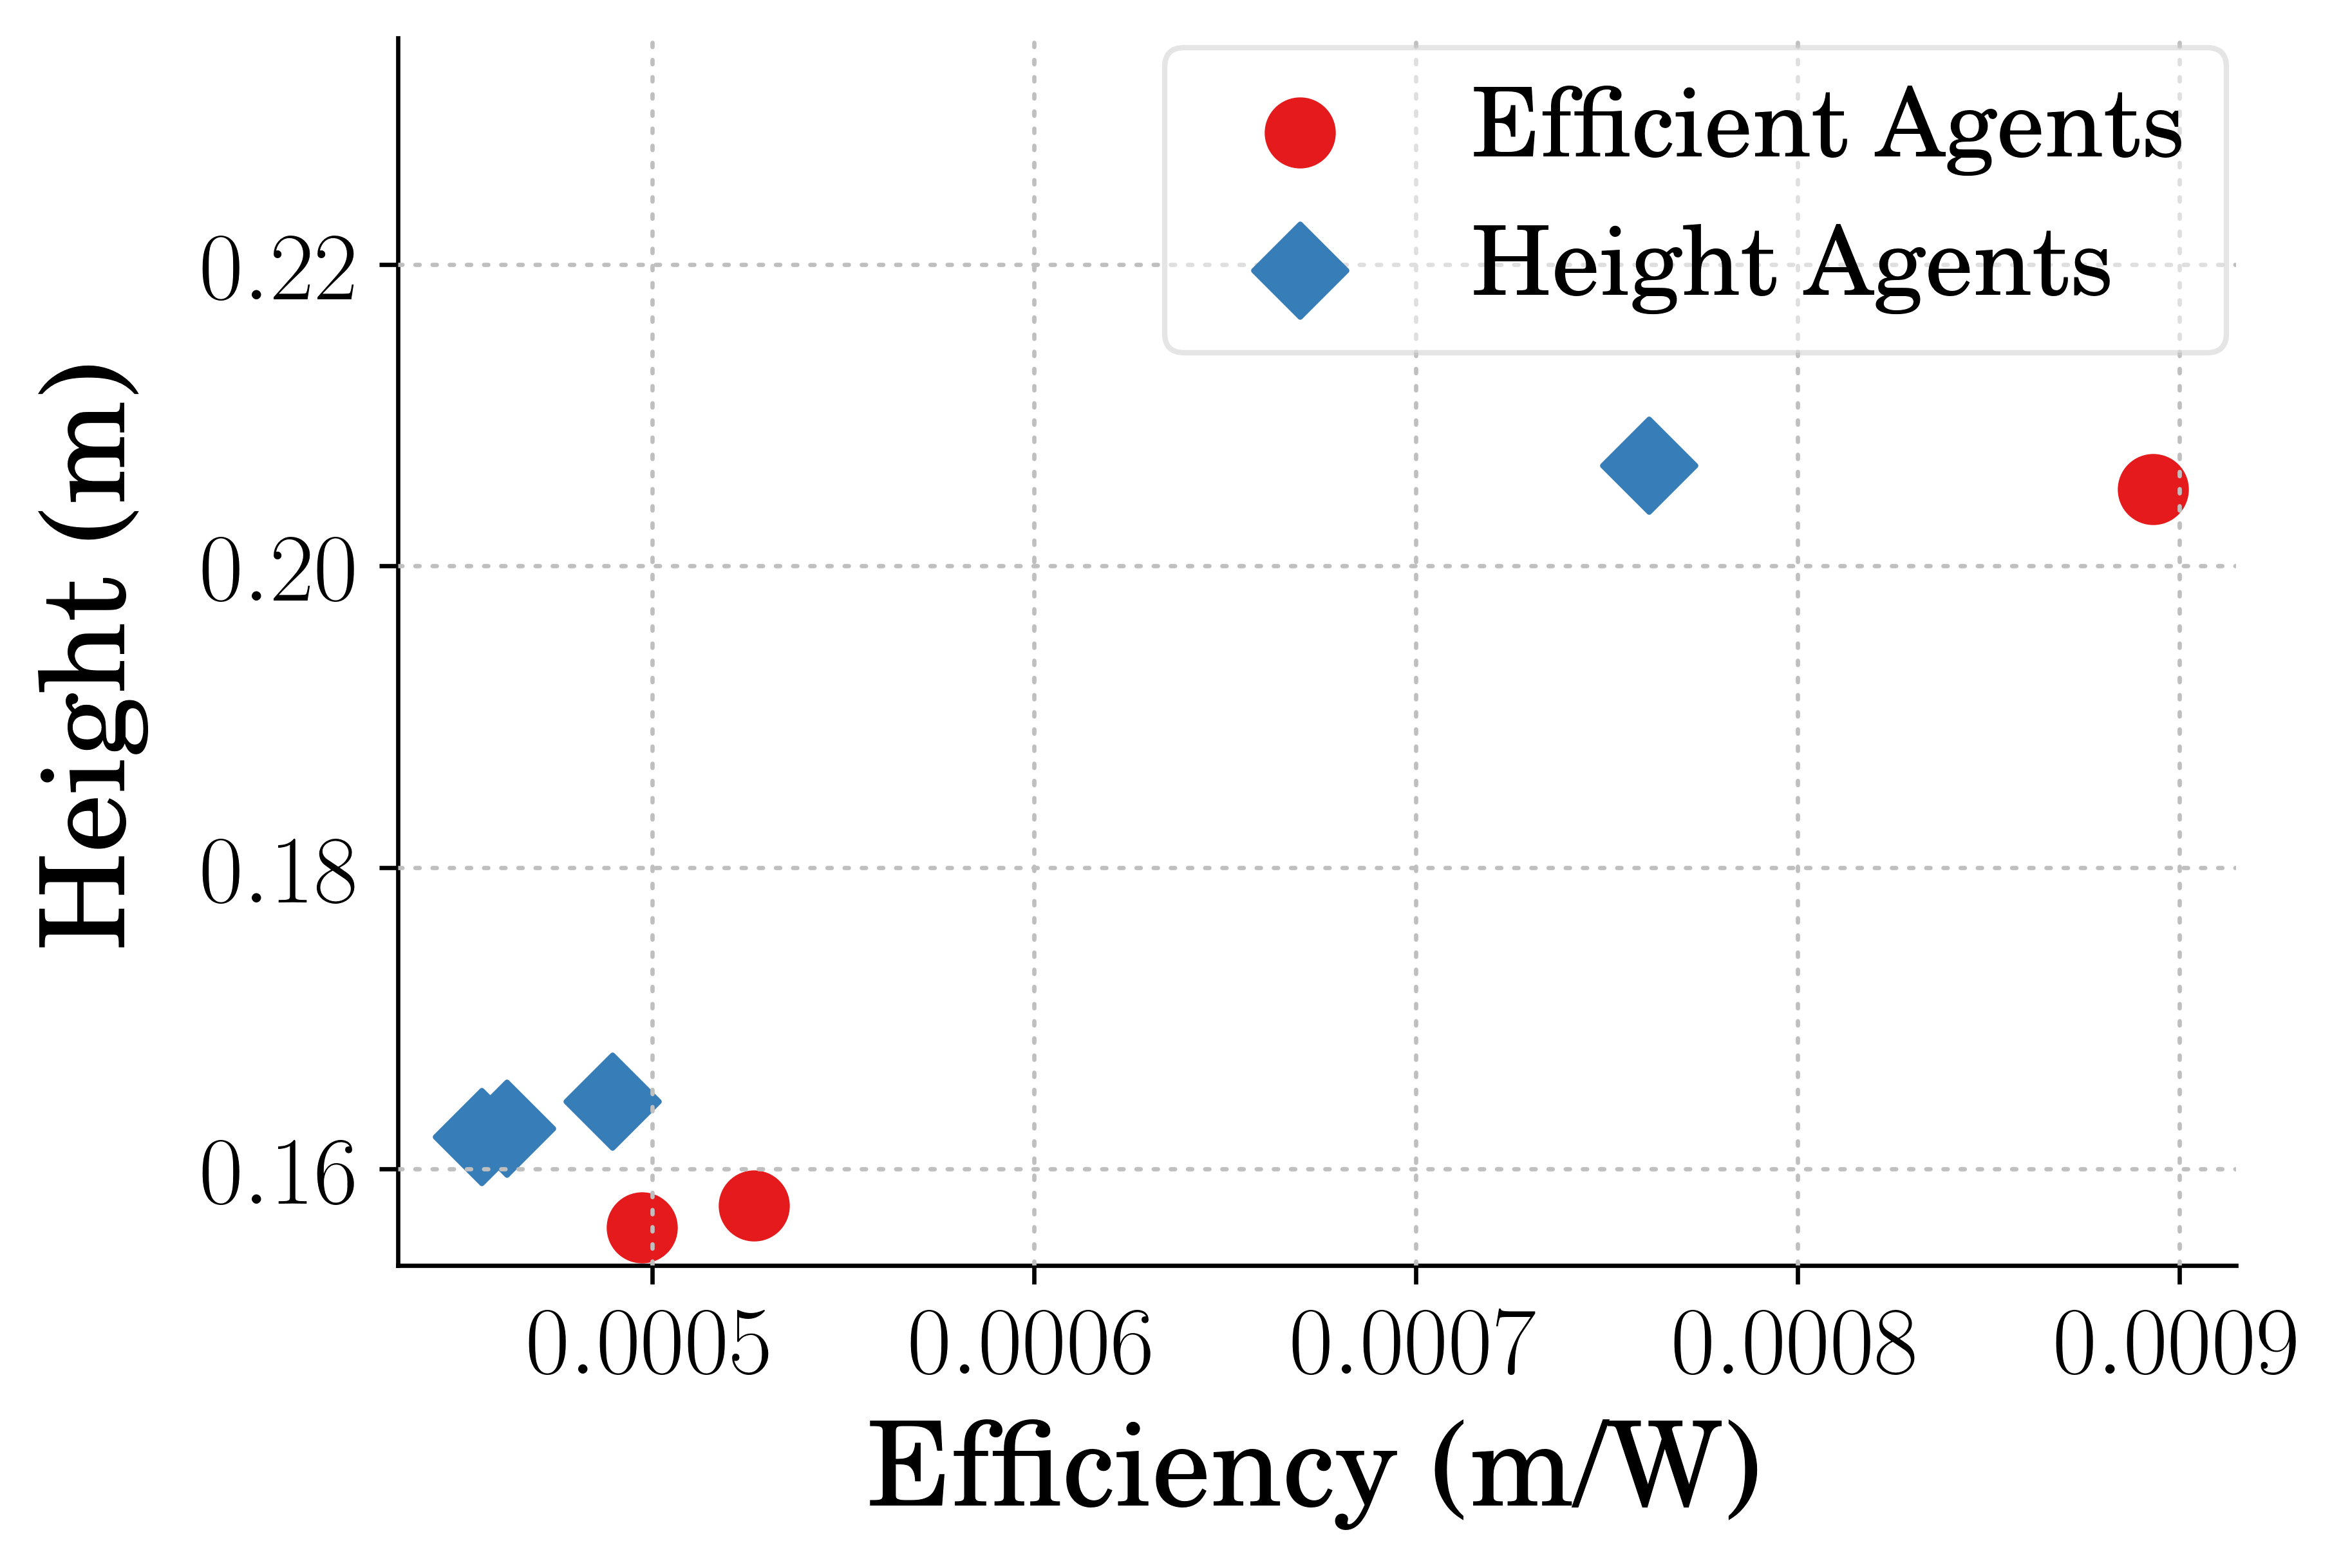 Efficient Agents
Height Agents
Height (m)
0.22
0.20
0.18
0.16
0.0005 0.0006 0.0007 0.0008 0.0009
Efficiency (m/W)